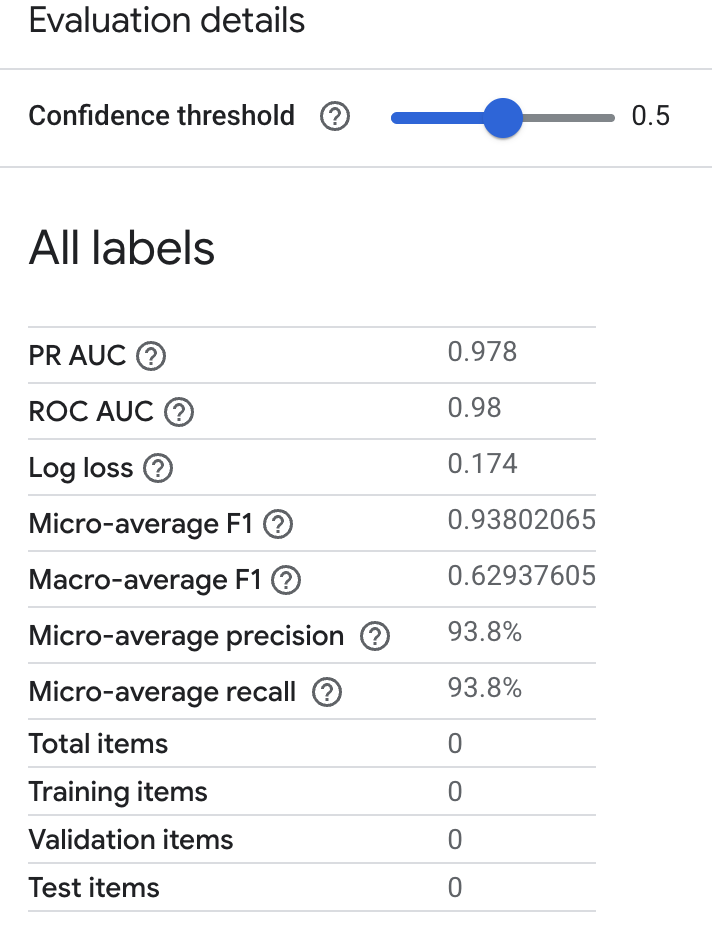 Evaluation details
Confidence threshold ? 0.5
All labels
PR AUC ? 0.978
ROC AUC ? 0.98
Log loss ? 0.174
Micro-average F1 ? 0.93802065
Macro-average F1 ? 0.62937605
Micro-average precision ? 93.8%
Micro-average recall ? 93.8%
Total items 0
Training items 0
Validation items 0
Test items 0